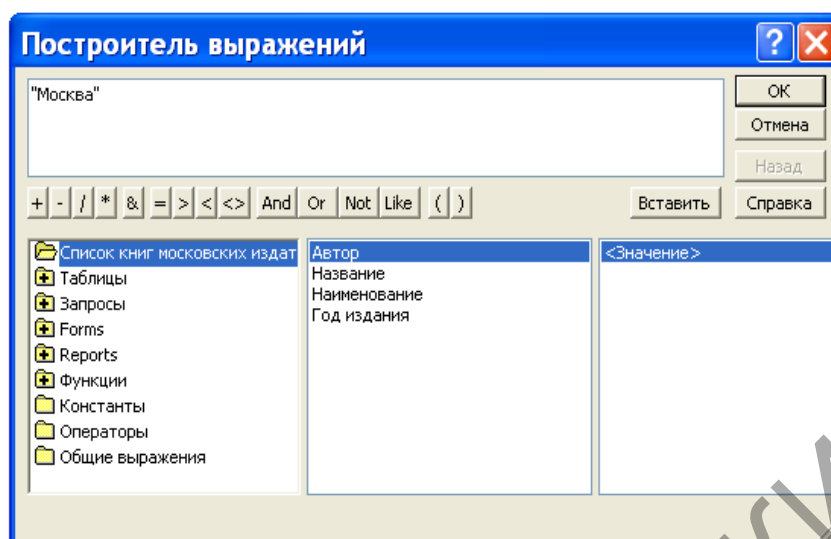 Построитель выражений
"Москва"
ОК
Отмена
Назад
+ - / * & = > < <> And Or Not Like ( ) Вставить Справка
Список книг московских издат
Таблицы
Запросы
Forms
Reports
Функции
Константы
Операторы
Общие выражения
Автор
Название
Наименование
Год издания
<Значение>